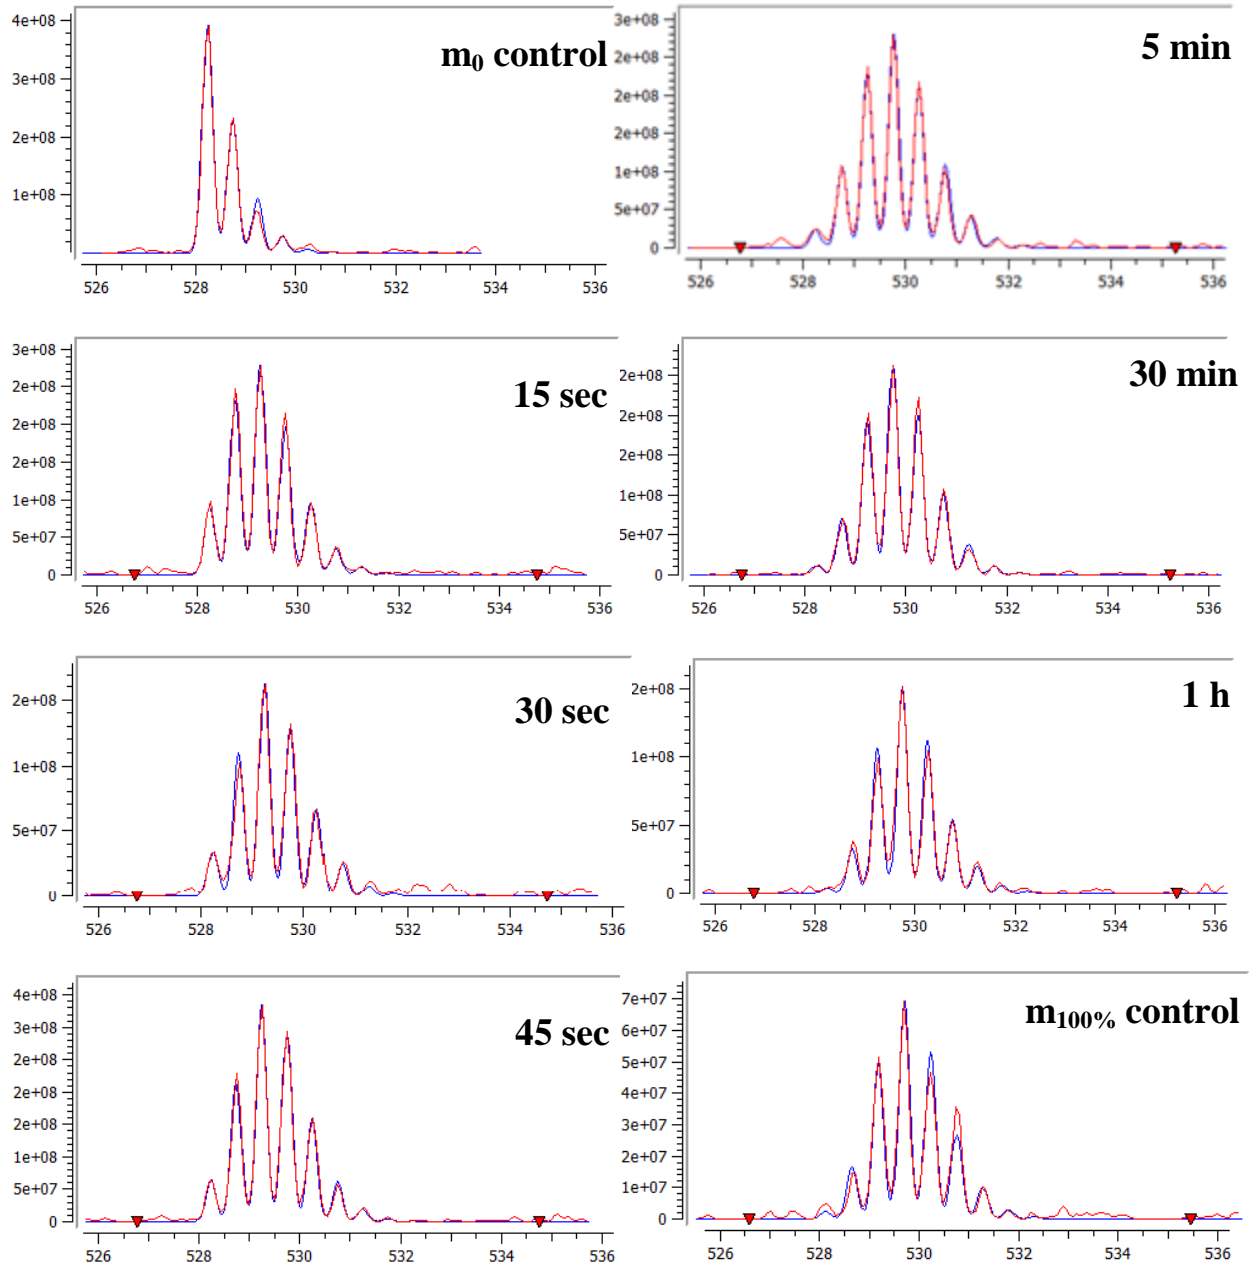 4e+08
3e+08
2e+08
1e+08
m₀ control
526 528 530 532 534 536
3e+08
2e+08
2e+08
2e+08
1e+08
5e+07
0
5 min
526 528 530 532 534 536
3e+08
2e+08
2e+08
2e+08
1e+08
5e+07
0
15 sec
526 528 530 532 534 536
2e+08
2e+08
2e+08
1e+08
5e+07
0
30 min
526 528 530 532 534 536
2e+08
1e+08
5e+07
0
30 sec
526 528 530 532 534 536
2e+08
1e+08
5e+07
0
1 h
526 528 530 532 534 536
4e+08
3e+08
2e+08
2e+08
1e+08
5e+07
0
45 sec
526 528 530 532 534 536
7e+07
6e+07
5e+07
4e+07
3e+07
2e+07
1e+07
0
m₁₀₀% control
526 528 530 532 534 536